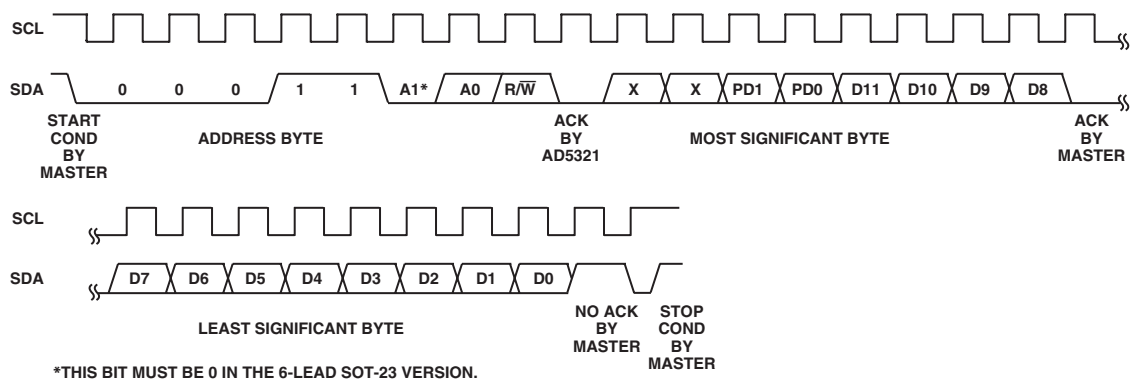 SCL
SDA 0 0 0 1 1 A1* A0 R/W̅ X X PD1 PD0 D11 D10 D9 D8
START
COND
BY
MASTER
ADDRESS BYTE
ACK
BY
AD5321
MOST SIGNIFICANT BYTE
ACK
BY
MASTER
SCL
SDA D7 D6 D5 D4 D3 D2 D1 D0
LEAST SIGNIFICANT BYTE
NO ACK
BY
MASTER
STOP
COND
BY
MASTER
*THIS BIT MUST BE 0 IN THE 6-LEAD SOT-23 VERSION.